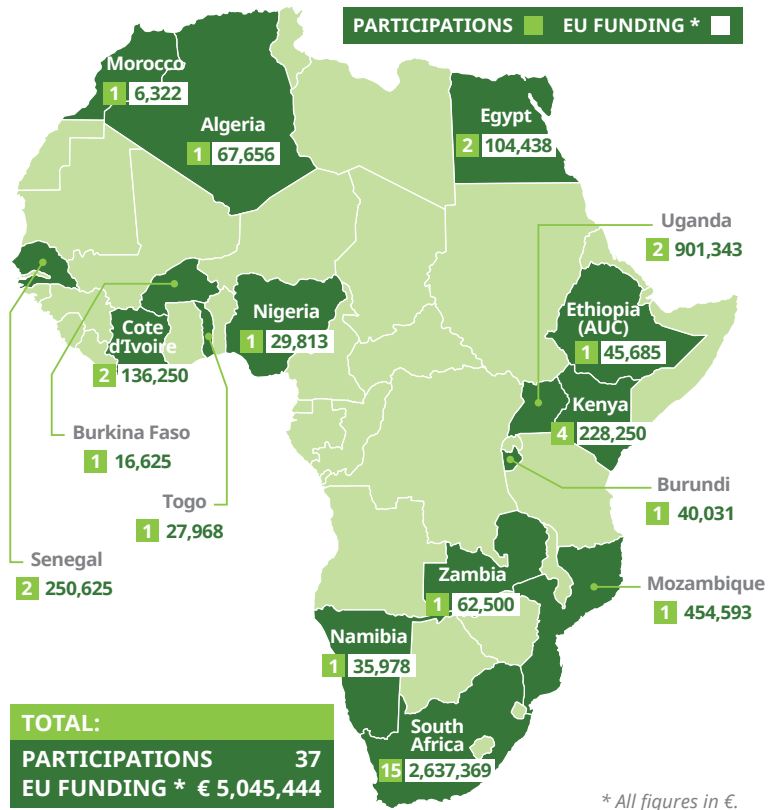 PARTICIPATIONS EU FUNDING *
Morocco
1 6,322
Algeria
1 67,656
Egypt
2 104,438
Uganda
2 901,343
Nigeria
1 29,813
Ethiopia
(AUC)
1 45,685
Cote
d'Ivoire
2 136,250
Kenya
4 228,250
Burkina Faso
1 16,625
Burundi
1 40,031
Togo
1 27,968
Senegal
2 250,625
Zambia
1 62,500
Mozambique
1 454,593
Namibia
1 35,978
South
Africa
15 2,637,369
TOTAL:
PARTICIPATIONS 37
EU FUNDING * € 5,045,444
* All figures in €.